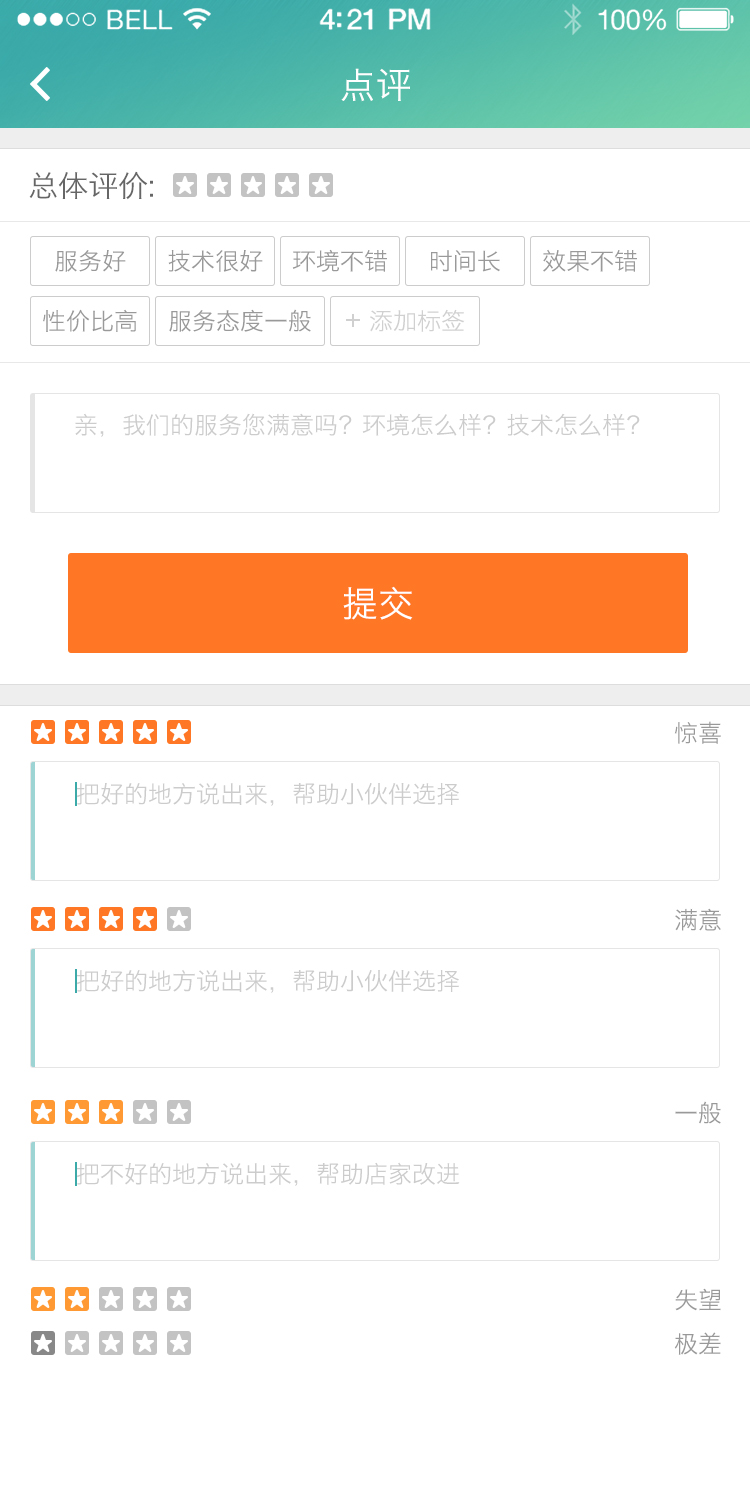 BELL 4:21 PM 100%
点评
总体评价:
服务好 技术很好 环境不错 时间长 效果不错
性价比高 服务态度一般 + 添加标签
亲，我们的服务您满意吗？环境怎么样？技术怎么样？
提交
惊喜
把好的地方说出来，帮助小伙伴选择
满意
把好的地方说出来，帮助小伙伴选择
一般
把不好的地方说出来，帮助店家改进
失望
极差